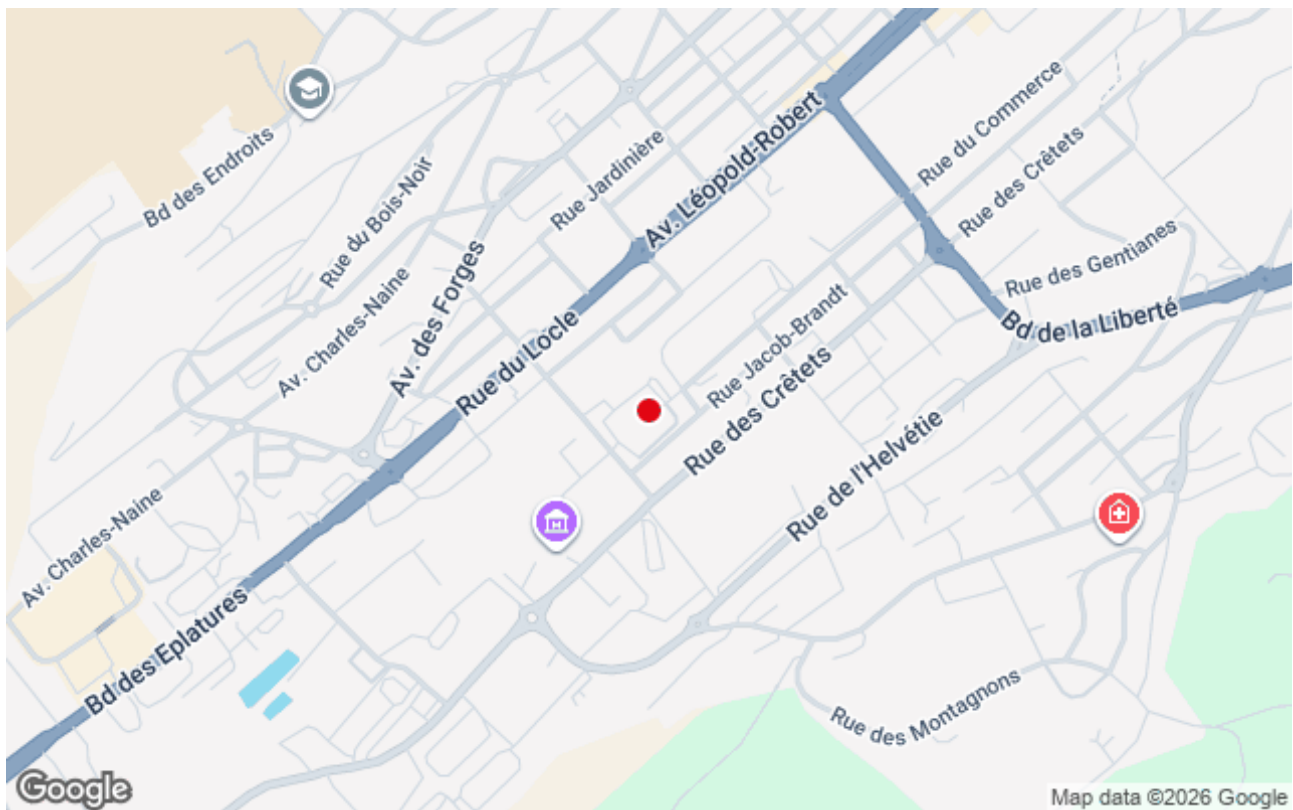 Rue du Commerce
Av. Léopold-Robert
Bd des Endroits
Rue du Bois-Noir
Rue Jardinière
Rue des Crêtets
Rue des Gentianes
Av. Charles-Naine
Av. des Forges
Rue du Locle
Rue Jacob-Brandt
Bd de la Liberté
Rue des Crêtets
Rue de l'Helvétie
Av. Charles-Naine
M
Bd des Eplatures
Rue des Montagnons
Google
Map data ©2026 Google